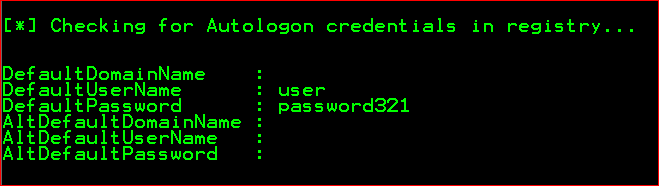 [*] Checking for Autologon credentials in registry...
DefaultDomainName    :
DefaultUserName      : user
DefaultPassword      : password321
AltDefaultDomainName :
AltDefaultUserName   :
AltDefaultPassword   :